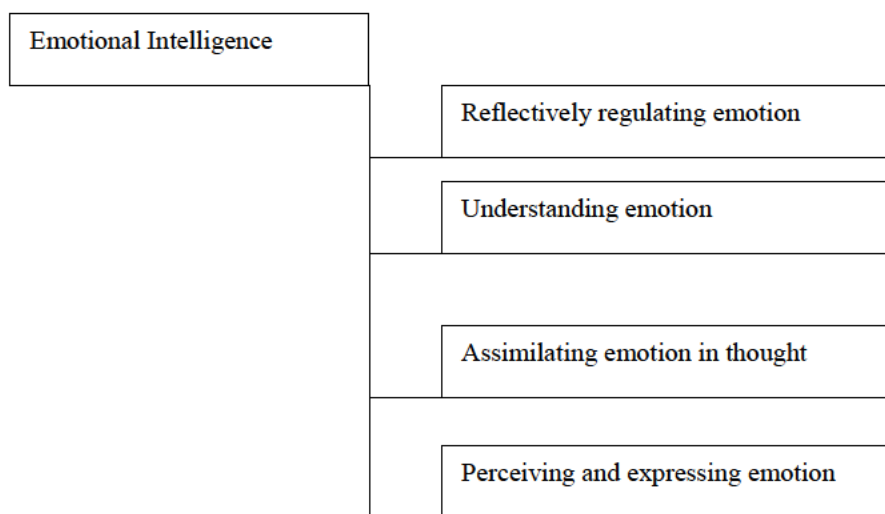 Emotional Intelligence
Reflectively regulating emotion
Understanding emotion
Assimilating emotion in thought
Perceiving and expressing emotion